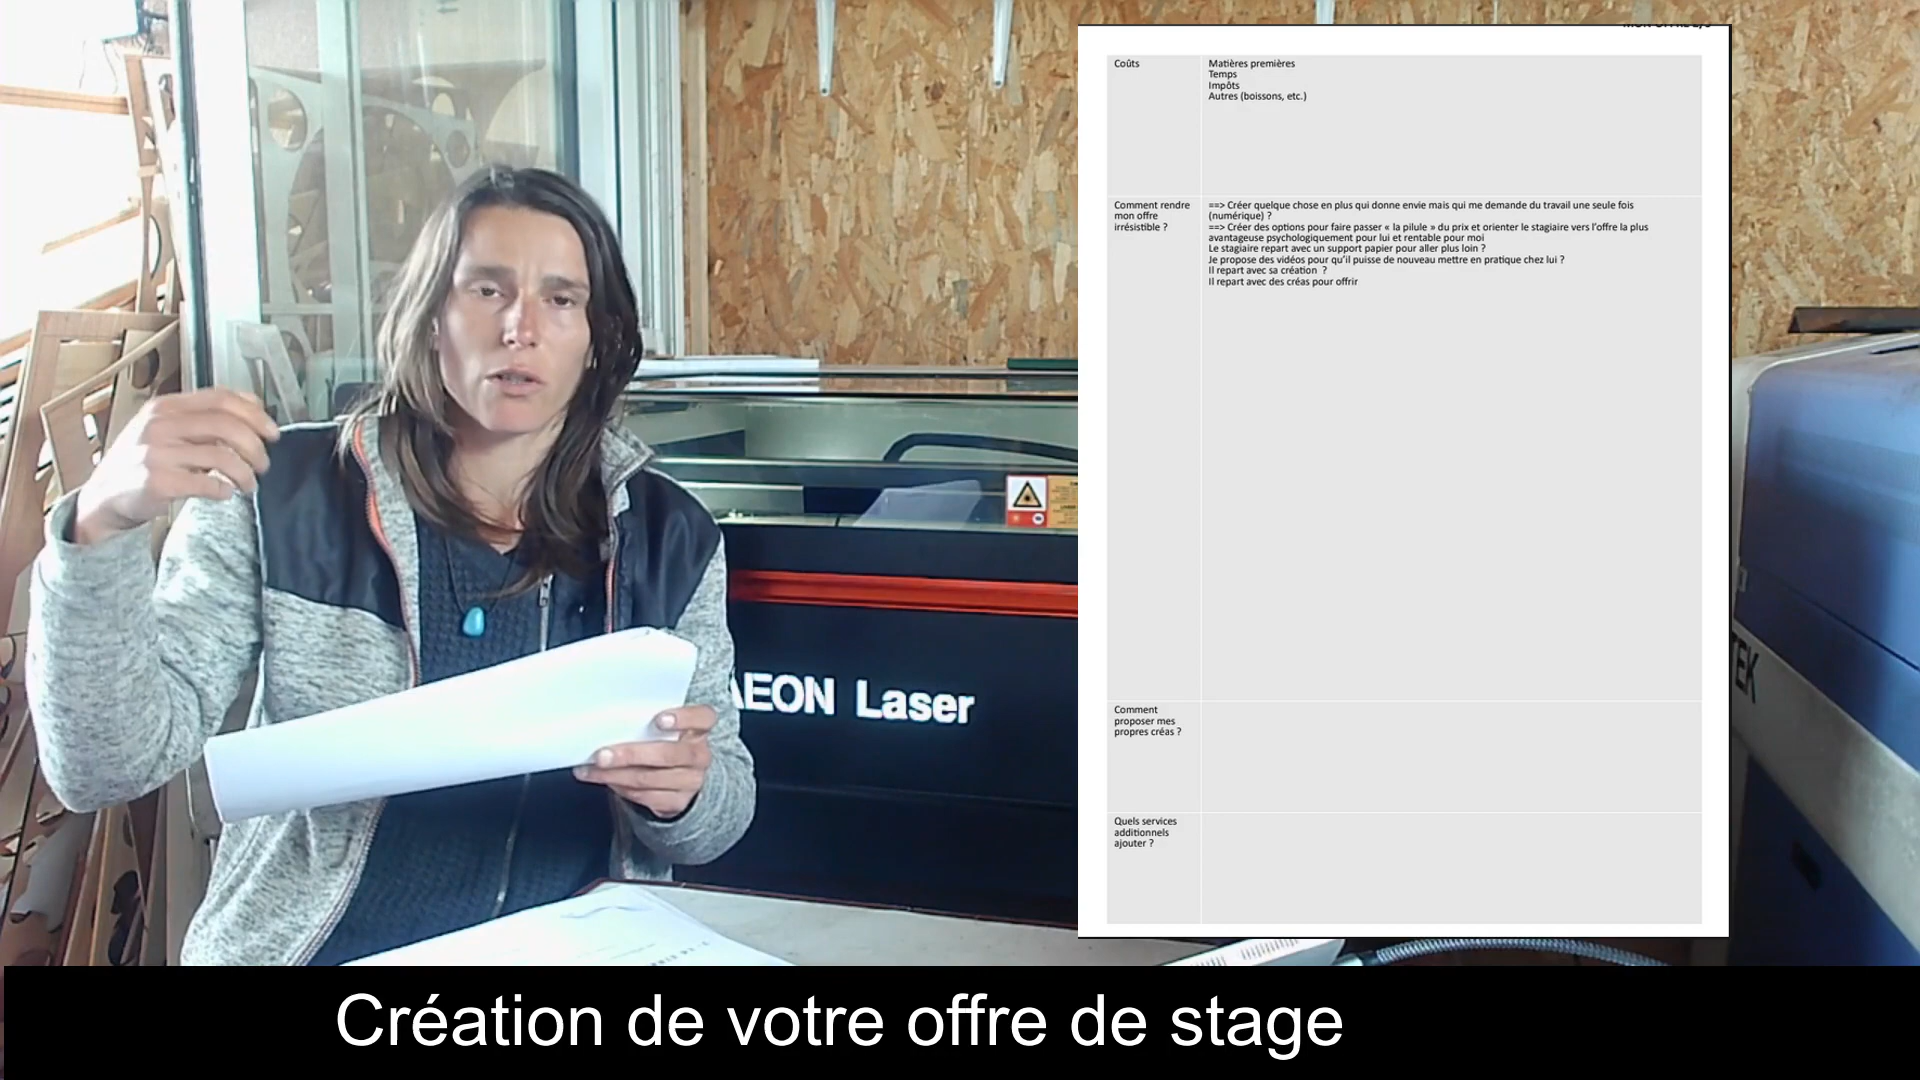 Coûts
Matières premières
Temps
Impôts
Autres (boissons, etc.)
Comment rendre
mon offre
irrésistible ?
==> Créer quelque chose en plus qui donne envie mais qui me demande du travail une seule fois
(numérique) ?
==> Créer des options pour faire passer « la pilule » du prix et orienter le stagiaire vers l'offre la plus
avantageuse psychologiquement pour lui et rentable pour moi
Le stagiaire repart avec un support papier pour aller plus loin ?
Je propose des vidéos pour qu'il puisse de nouveau mettre en pratique chez lui ?
Il repart avec sa création  ?
Il repart avec des créas pour offrir
Comment
proposer mes
propres créas ?
Quels services
additionnels
ajouter ?
AEON Laser
TEK
Création de votre offre de stage